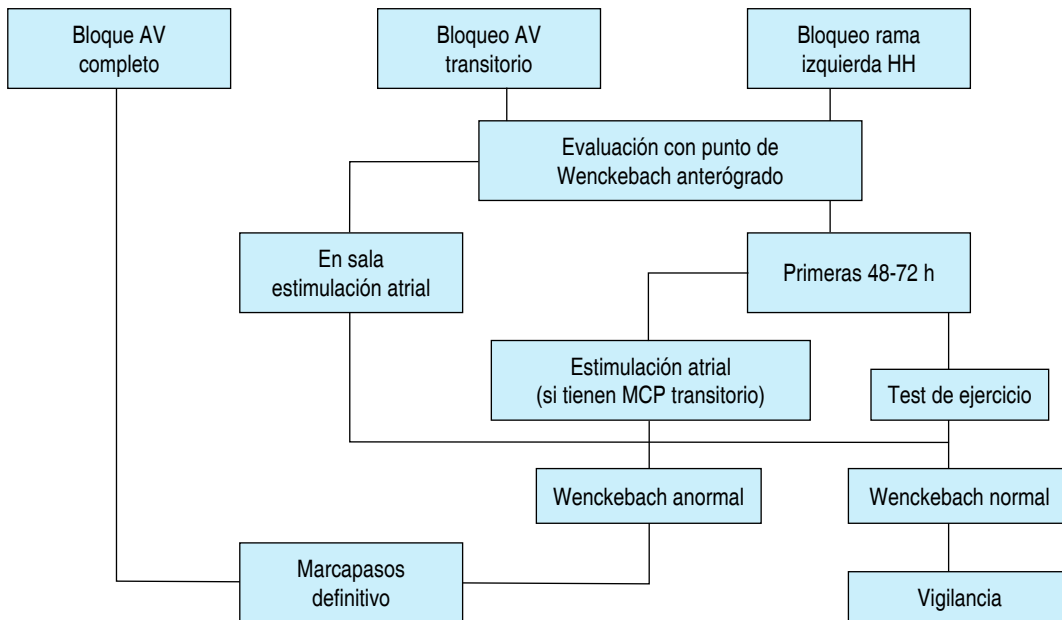 Bloque AV
completo
Bloqueo AV
transitorio
Bloqueo rama
izquierda HH
Evaluación con punto de
Wenckebach anterógrado
En sala
estimulación atrial
Primeras 48-72 h
Estimulación atrial
(si tienen MCP transitorio)
Test de ejercicio
Wenckebach anormal
Wenckebach normal
Marcapasos
definitivo
Vigilancia